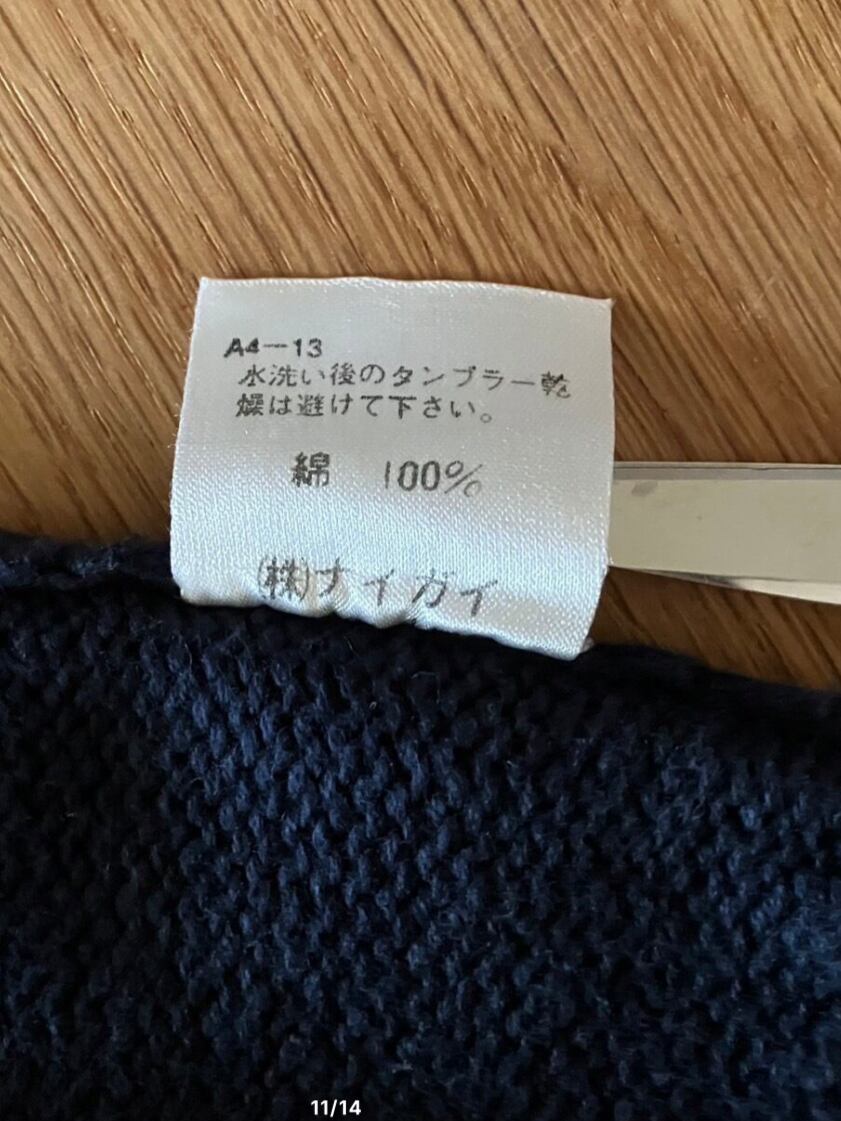 A4-13
水洗い後のタンブラー乾
燥は避けて下さい。
綿 100%
(株)ナイガイ
11/14